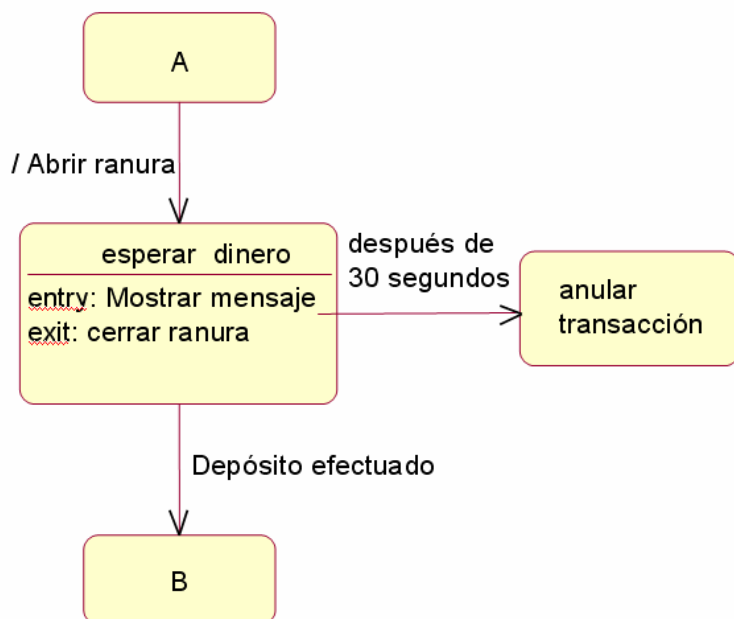 A
/ Abrir ranura
esperar dinero
entry: Mostrar mensaje
exit: cerrar ranura
después de
30 segundos
anular
transacción
Depósito efectuado
B